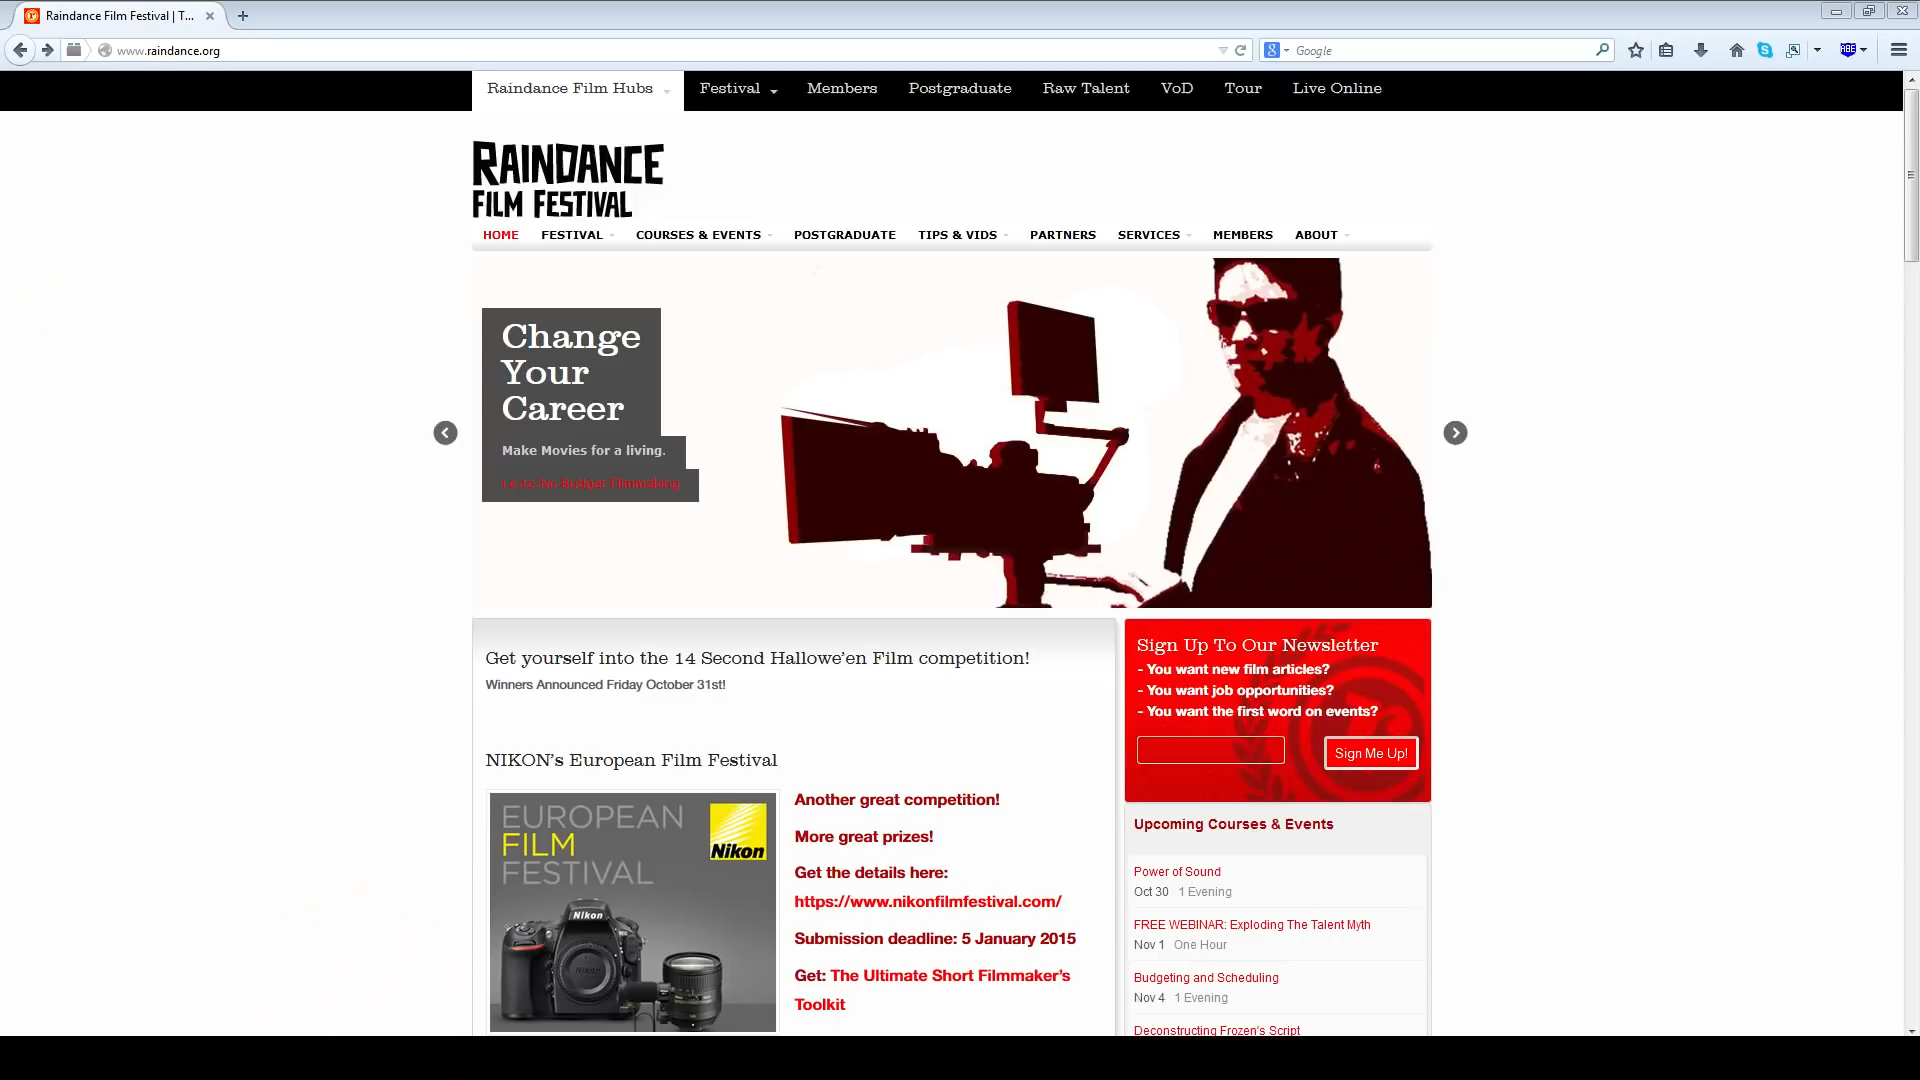 Raindance Film Festival | T...
www.raindance.org
Google
ABE
Raindance Film Hubs Festival Members Postgraduate Raw Talent VoD Tour Live Online
RAINDANCE
FILM FESTIVAL
HOME FESTIVAL COURSES & EVENTS POSTGRADUATE TIPS & VIDS PARTNERS SERVICES MEMBERS ABOUT
Change
Your
Career
Make Movies for a living.
Lo-to-No Budget Filmmaking
Get yourself into the 14 Second Hallowe'en Film competition!
Winners Announced Friday October 31st!
NIKON's European Film Festival
EUROPEAN
FILM
FESTIVAL
Nikon
Nikon
Nikon
Another great competition!
More great prizes!
Get the details here:
https://www.nikonfilmfestival.com/
Submission deadline: 5 January 2015
Get: The Ultimate Short Filmmaker's
Toolkit
Sign Up To Our Newsletter
- You want new film articles?
- You want job opportunities?
- You want the first word on events?
Sign Me Up!
Upcoming Courses & Events
Power of Sound
Oct 30 1 Evening
FREE WEBINAR: Exploding The Talent Myth
Nov 1 One Hour
Budgeting and Scheduling
Nov 4 1 Evening
Deconstructing Frozen's Script